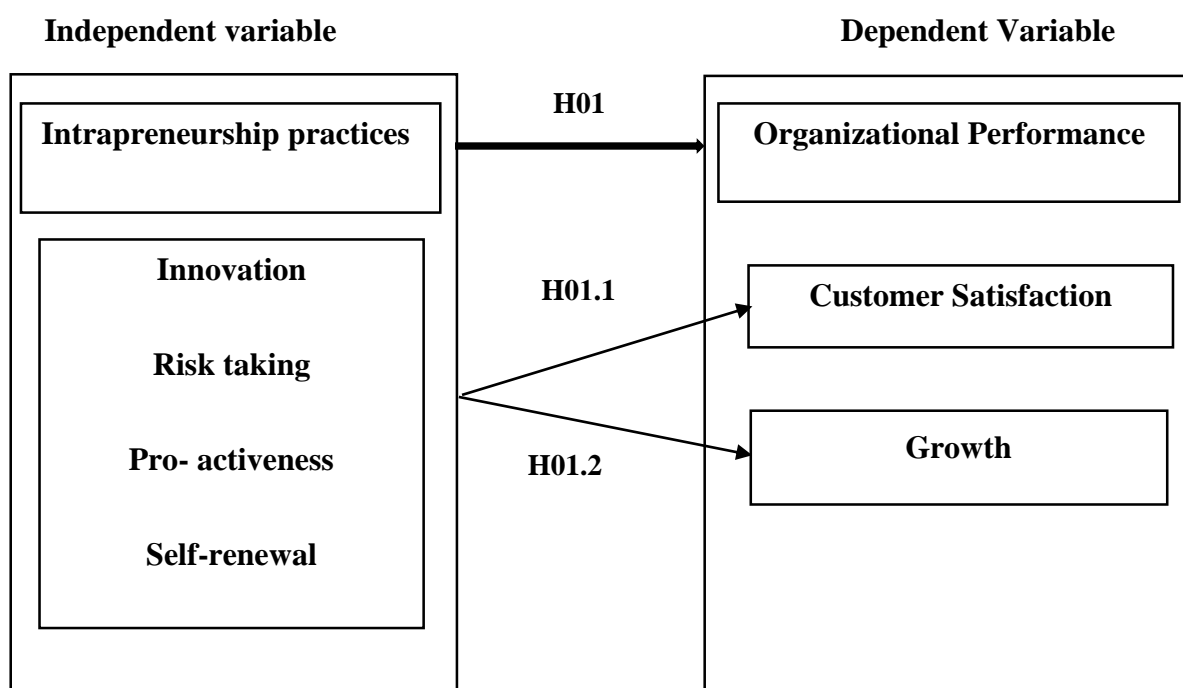 Independent variable
Dependent Variable
H01
Intrapreneurship practices
Organizational Performance
Innovation
H01.1
Customer Satisfaction
Risk taking
Pro- activeness
H01.2
Growth
Self-renewal